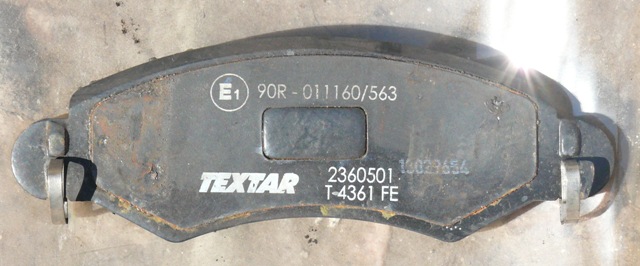 E1 90R - 011160/563
TEXTAR
2360501
T-4361 FE